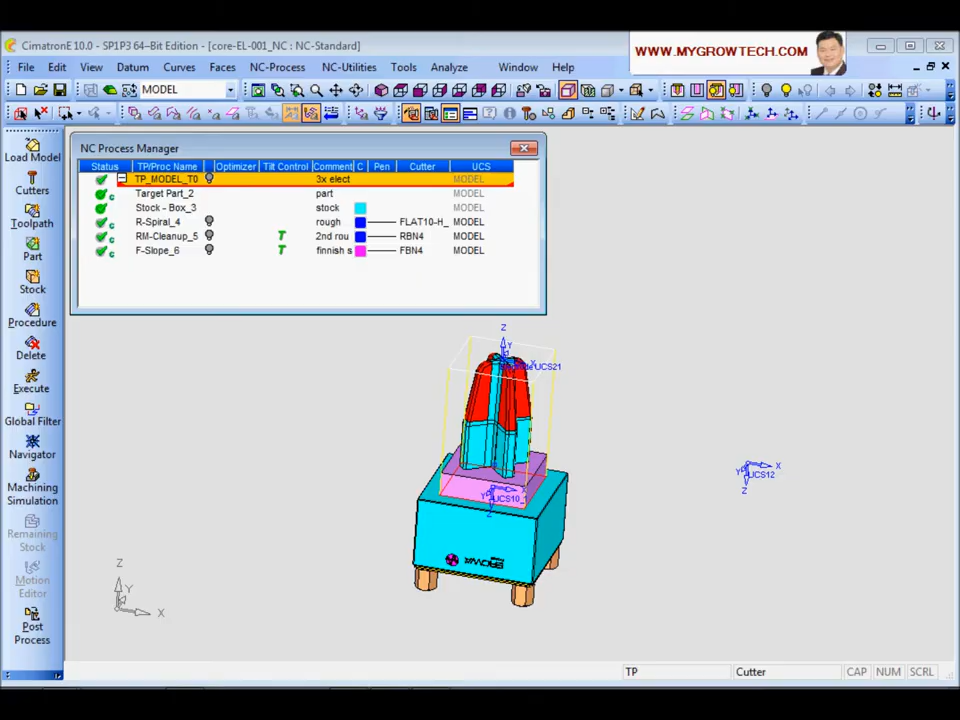 CimatronE 10.0 - SP1P3 64-Bit Edition - [core-EL-001_NC : NC-Standard]
WWW.MYGROWTECH.COM
File Edit View Datum Curves Faces NC-Process NC-Utilities Tools Analyze Window Help
MODEL
NC Process Manager
Status TP/Proc Name Optimizer Tilt Control Comment C Pen Cutter UCS
TP_MODEL_T0 3x elect MODEL
Target Part_2 part MODEL
Stock - Box_3 stock MODEL
R-Spiral_4 rough FLAT10-H_ MODEL
RM-Cleanup_5 T 2nd rou RBN4 MODEL
F-Slope_6 T finnish s FBN4 MODEL
Load Model
Cutters
Toolpath
Part
Stock
Procedure
Delete
Execute
Global Filter
Navigator
Machining Simulation
Remaining Stock
Motion Editor
Post Process
Z
Y
X
UCS21
Y X
UCS10_
Z
X
Y UCS12
Z
Z
Y
X
TP Cutter CAP NUM SCRL